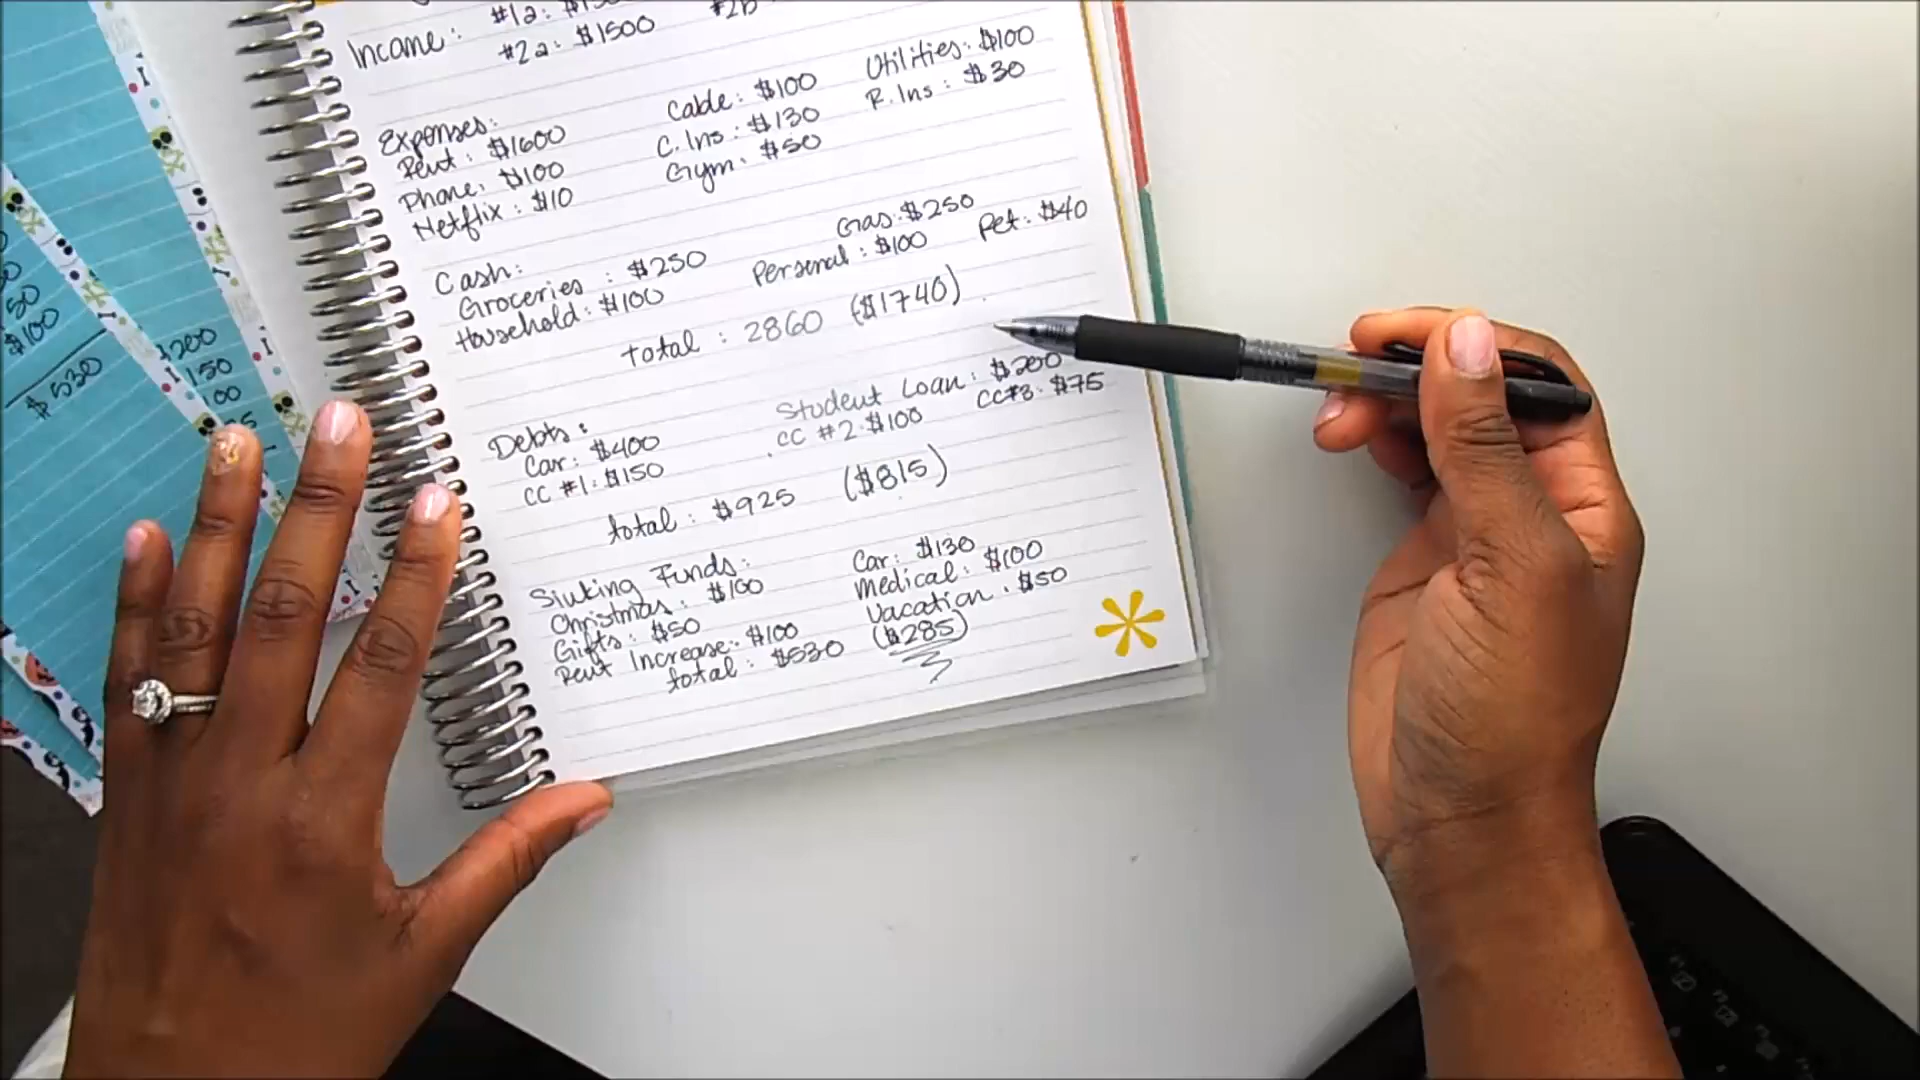 Income: #1a:
#2a: $1500 #2b
Expenses:
Rent: $1600 Cable: $100 Utilities: $100
Phone: $100 C. Ins: $130 R. Ins: $30
Netflix: $10 Gym: $50
Cash:
Groceries: $250 Gas: $250
Household: $100 Personal: $100 Pet: $40
total: 2860 ($1740)
Debts:
Car: $400 Student Loan: $200
CC #1: $150 CC #2: $100 CC#3: $75
total: $925 ($815)
Sinking Funds:
Christmas: $100 Car: $130
Gifts: $50 Medical: $100
Rent Increase: $100 Vacation: $50
total: $530 ($285)
50
$100
$530
$200
150
100